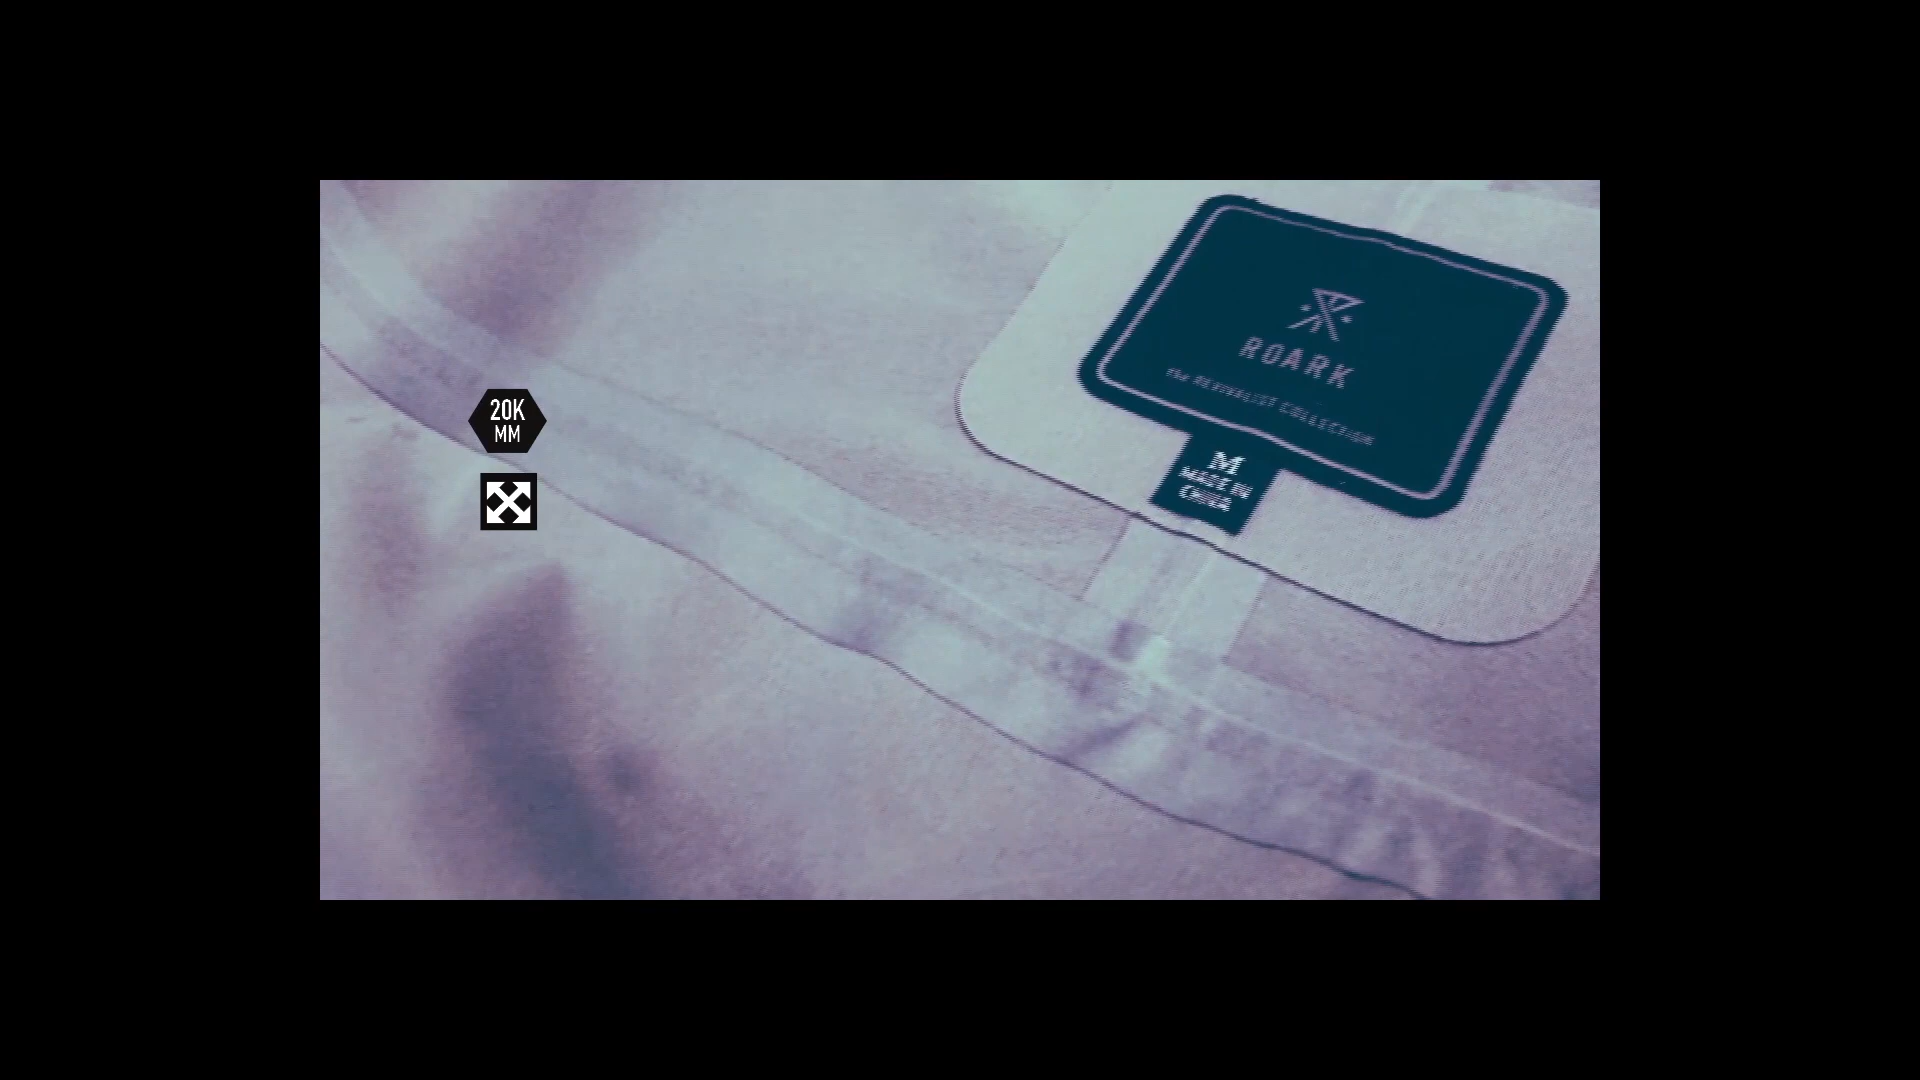 20K
MM
ROARK
the REVIVALIST COLLECTION
M
MADE IN
CHINA